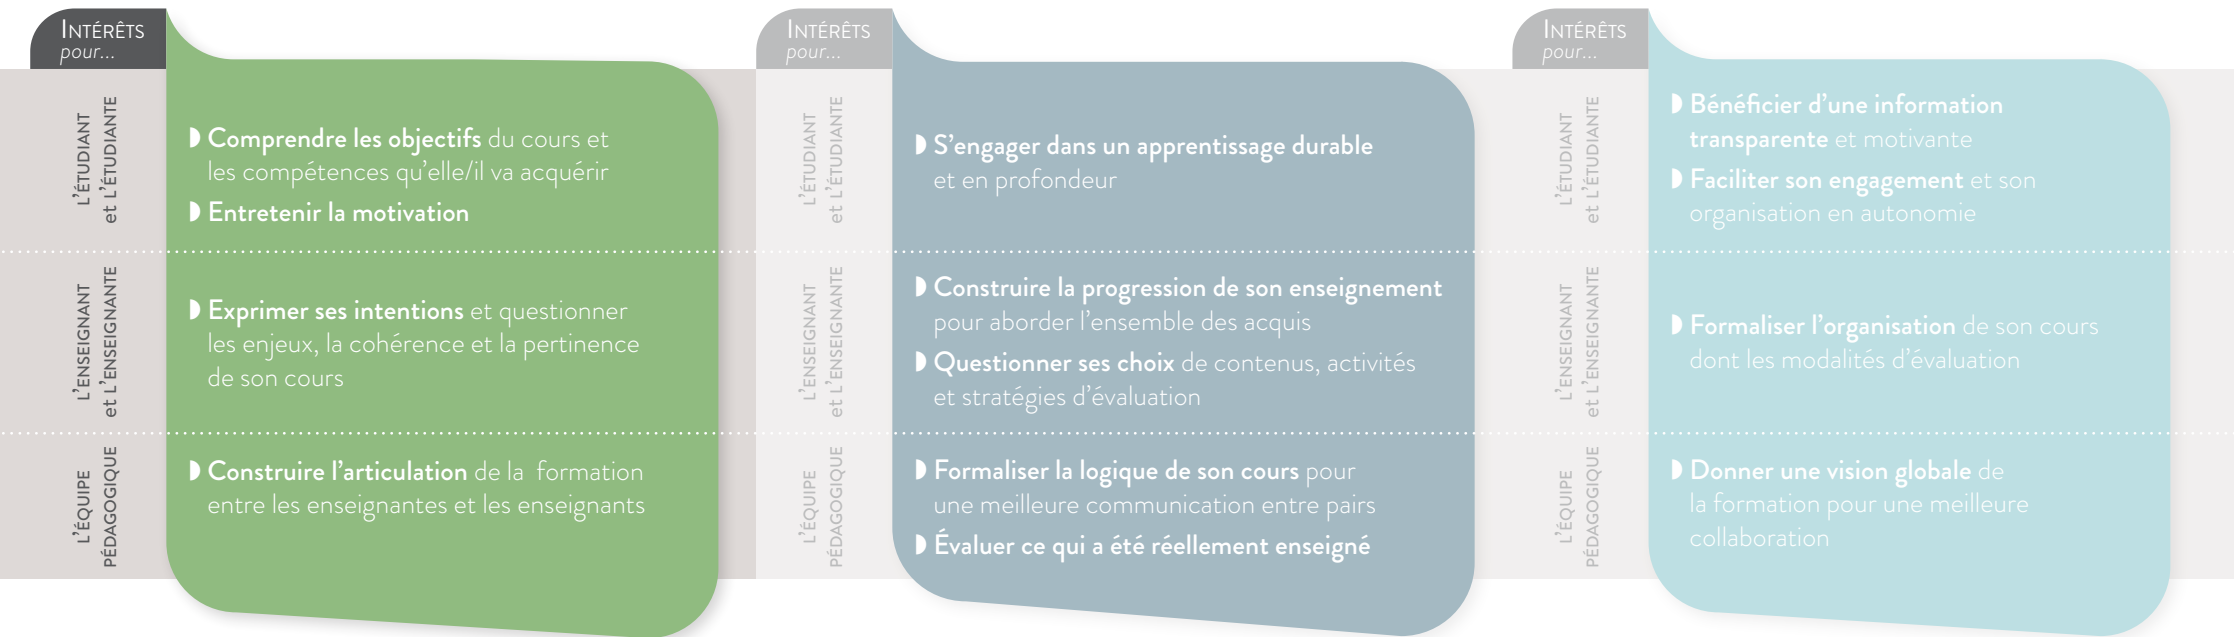 INTÉRÊTS
pour...
L'ÉTUDIANT
et L'ÉTUDIANTE
◗ Comprendre les objectifs du cours et
les compétences qu'elle/il va acquérir
◗ Entretenir la motivation
L'ENSEIGNANT
et L'ENSEIGNANTE
◗ Exprimer ses intentions et questionner
les enjeux, la cohérence et la pertinence
de son cours
L'ÉQUIPE
PÉDAGOGIQUE
◗ Construire l'articulation de la formation
entre les enseignantes et les enseignants
INTÉRÊTS
pour...
L'ÉTUDIANT
et L'ÉTUDIANTE
◗ S'engager dans un apprentissage durable
et en profondeur
L'ENSEIGNANT
et L'ENSEIGNANTE
◗ Construire la progression de son enseignement
pour aborder l'ensemble des acquis
◗ Questionner ses choix de contenus, activités
et stratégies d'évaluation
L'ÉQUIPE
PÉDAGOGIQUE
◗ Formaliser la logique de son cours pour
une meilleure communication entre pairs
◗ Évaluer ce qui a été réellement enseigné
INTÉRÊTS
pour...
L'ÉTUDIANT
et L'ÉTUDIANTE
◗ Bénéficier d'une information
transparente et motivante
◗ Faciliter son engagement et son
organisation en autonomie
L'ENSEIGNANT
et L'ENSEIGNANTE
◗ Formaliser l'organisation de son cours
dont les modalités d'évaluation
L'ÉQUIPE
PÉDAGOGIQUE
◗ Donner une vision globale de
la formation pour une meilleure
collaboration